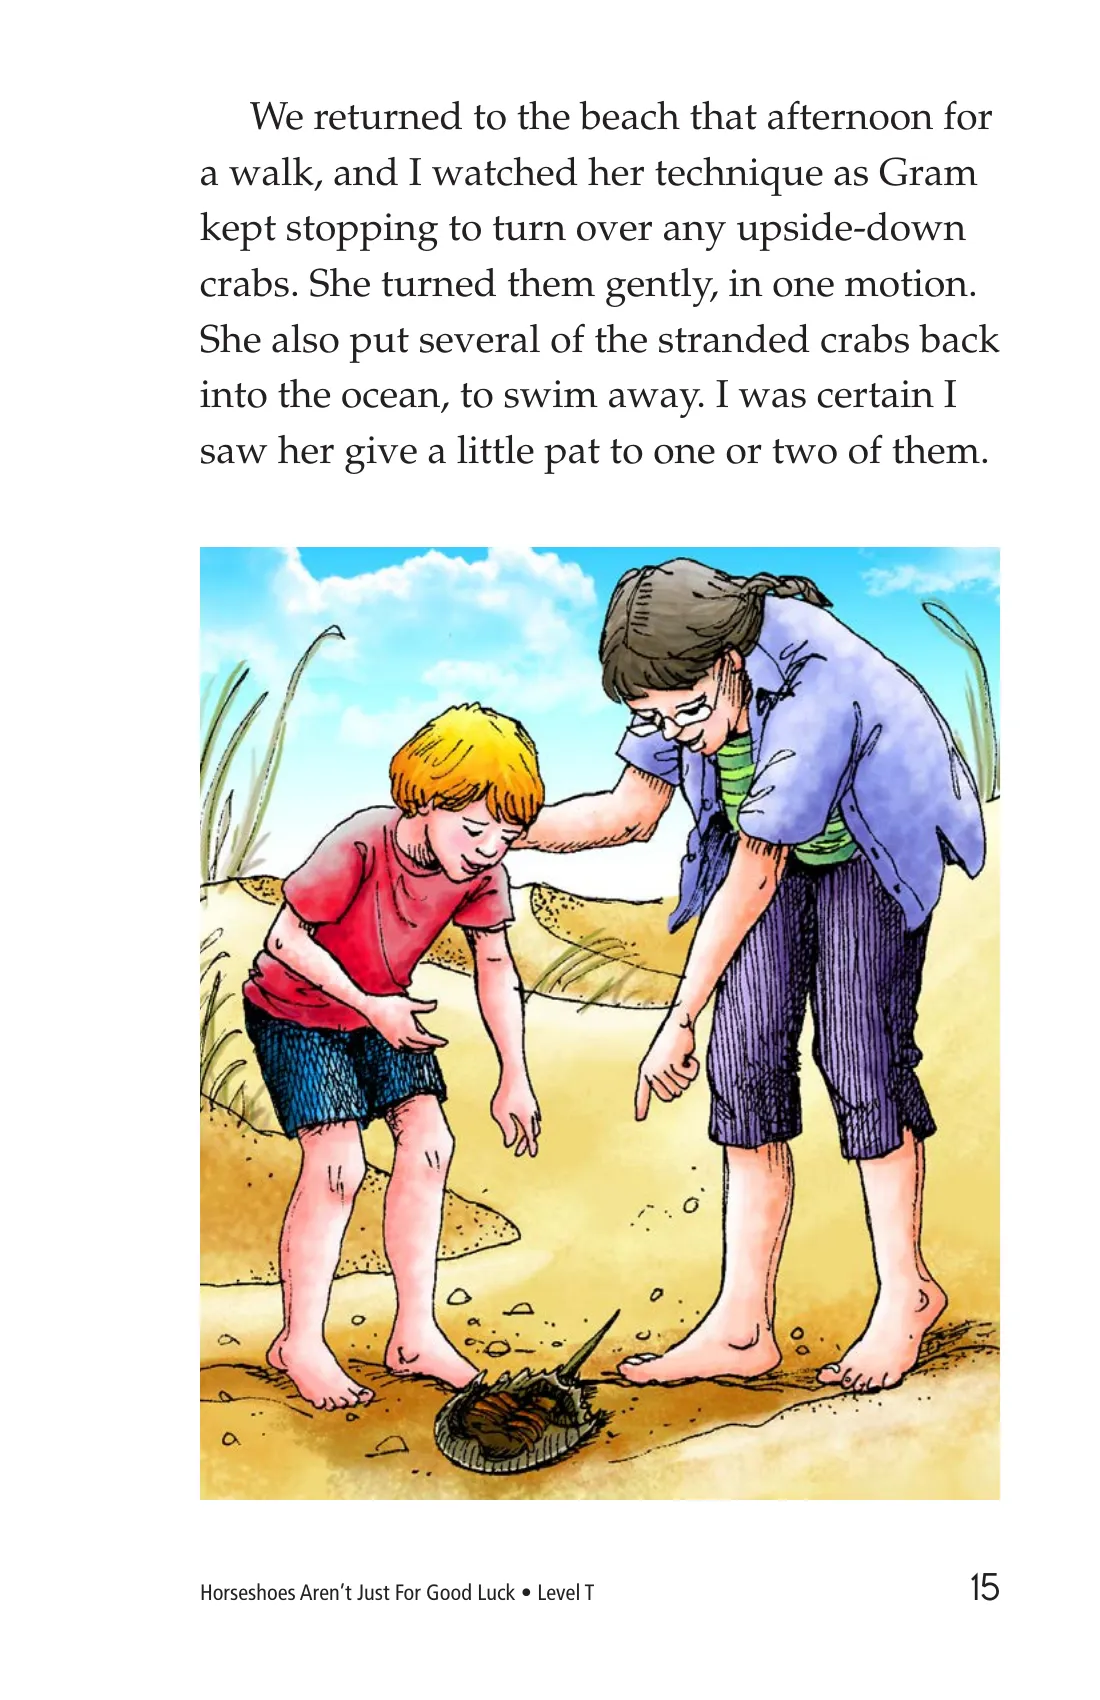 We returned to the beach that afternoon for
a walk, and I watched her technique as Gram
kept stopping to turn over any upside-down
crabs. She turned them gently, in one motion.
She also put several of the stranded crabs back
into the ocean, to swim away. I was certain I
saw her give a little pat to one or two of them.
Horseshoes Aren’t Just For Good Luck • Level T
15